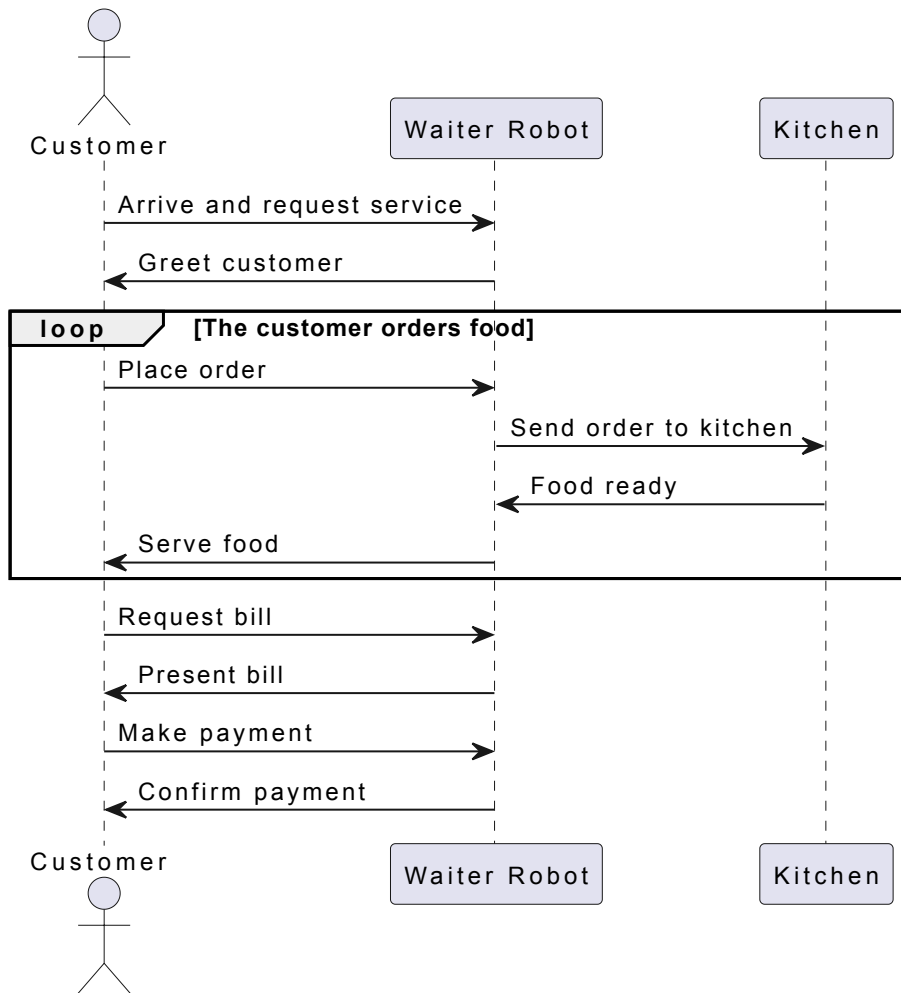 Customer
Waiter Robot
Kitchen
Arrive and request service
Greet customer
loop [The customer orders food]
Place order
Send order to kitchen
Food ready
Serve food
Request bill
Present bill
Make payment
Confirm payment
Customer
Waiter Robot
Kitchen